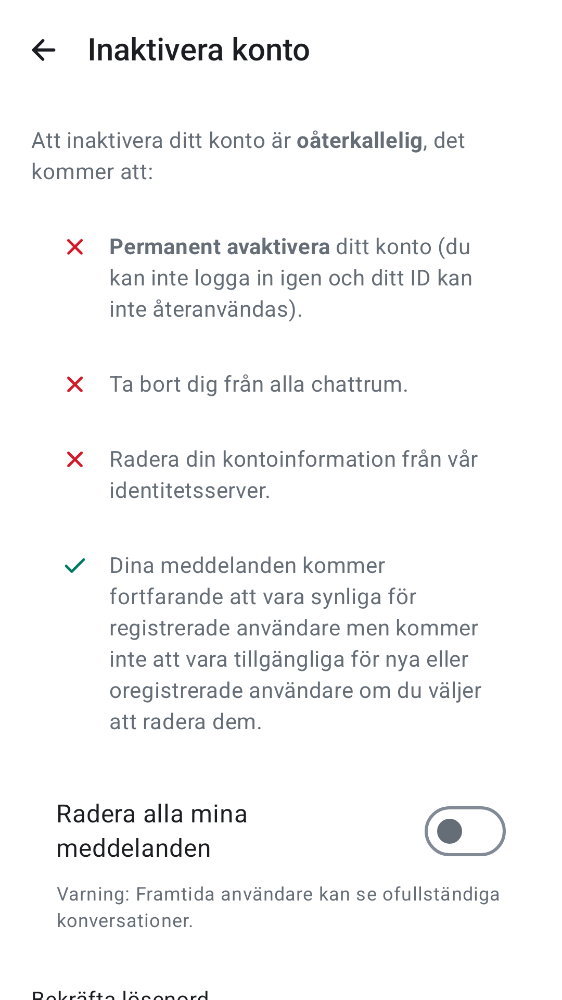 Inaktivera konto
Att inaktivera ditt konto är oåterkallelig, det
kommer att:
Permanent avaktivera ditt konto (du
kan inte logga in igen och ditt ID kan
inte återanvändas).
Ta bort dig från alla chattrum.
Radera din kontoinformation från vår
identitetsserver.
Dina meddelanden kommer
fortfarande att vara synliga för
registrerade användare men kommer
inte att vara tillgängliga för nya eller
oregistrerade användare om du väljer
att radera dem.
Radera alla mina
meddelanden
Varning: Framtida användare kan se ofullständiga
konversationer.
Bekräfta lösenord